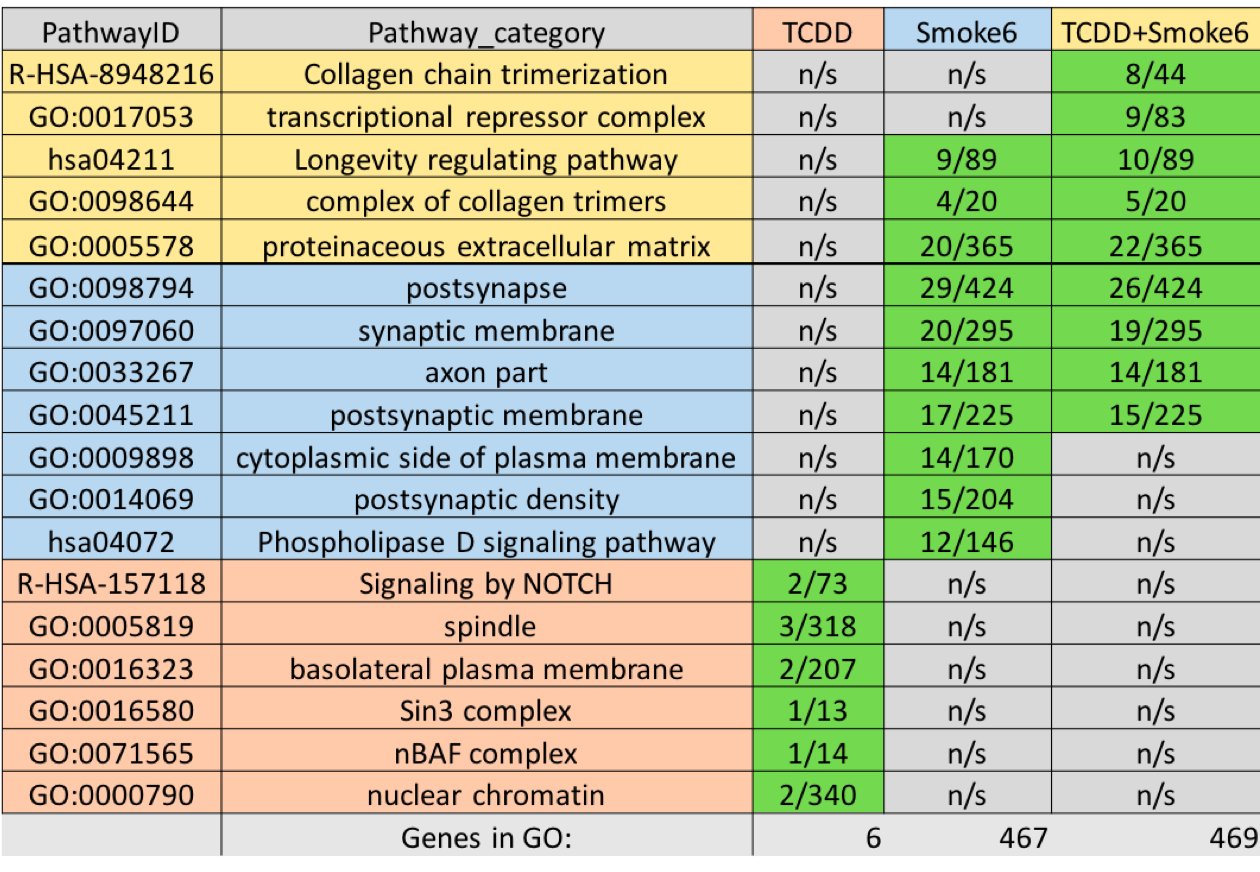 PathwayID Pathway_category TCDD Smoke6 TCDD+Smoke6
R-HSA-8948216 Collagen chain trimerization n/s n/s 8/44
GO:0017053 transcriptional repressor complex n/s n/s 9/83
hsa04211 Longevity regulating pathway n/s 9/89 10/89
GO:0098644 complex of collagen trimers n/s 4/20 5/20
GO:0005578 proteinaceous extracellular matrix n/s 20/365 22/365
GO:0098794 postsynapse n/s 29/424 26/424
GO:0097060 synaptic membrane n/s 20/295 19/295
GO:0033267 axon part n/s 14/181 14/181
GO:0045211 postsynaptic membrane n/s 17/225 15/225
GO:0009898 cytoplasmic side of plasma membrane n/s 14/170 n/s
GO:0014069 postsynaptic density n/s 15/204 n/s
hsa04072 Phospholipase D signaling pathway n/s 12/146 n/s
R-HSA-157118 Signaling by NOTCH 2/73 n/s n/s
GO:0005819 spindle 3/318 n/s n/s
GO:0016323 basolateral plasma membrane 2/207 n/s n/s
GO:0016580 Sin3 complex 1/13 n/s n/s
GO:0071565 nBAF complex 1/14 n/s n/s
GO:0000790 nuclear chromatin 2/340 n/s n/s
Genes in GO: 6 467 469